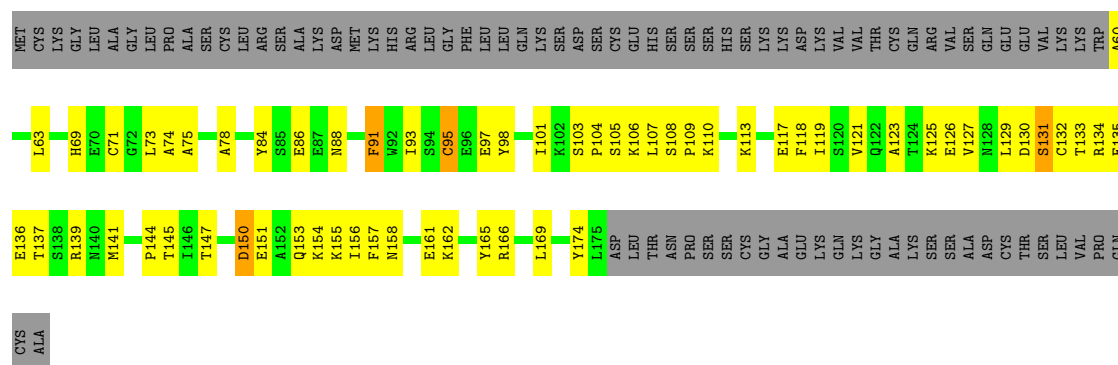 MET CYS LYS GLY LEU ALA GLY LEU PRO ALA SER CYS LEU ARG SER ALA LYS ASP MET LYS HIS ARG LEU GLY PHE LEU LEU GLN LYS SER ASP SER CYS GLU HIS SER SER SER HIS SER LYS LYS ASP LYS VAL VAL THR CYS GLN ARG VAL SER GLN GLU GLU VAL LYS LYS TRP A60
L63 H69 E70 C71 G72 L73 A74 A75 A78 Y84 S85 E86 E87 N88 F91 W92 I93 S94 C95 E96 E97 Y98 I101 K102 S103 P104 S105 K106 L107 S108 P109 K110 K113 E117 F118 I119 S120 V121 Q122 A123 T124 K125 E126 V127 N128 L129 D130 S131 C132 T133 R134 E135
E136 T137 S138 R139 N140 M141 P144 T145 I146 T147 D150 E151 A152 Q153 K154 K155 I156 F157 N158 E161 K162 Y165 R166 L169 Y174 L175 ASP LEU THR ASN PRO SER SER CYS GLY ALA GLU LYS GLN LYS GLY ALA LYS SER SER ALA ASP CYS THR SER LEU VAL PRO GLN
CYS ALA